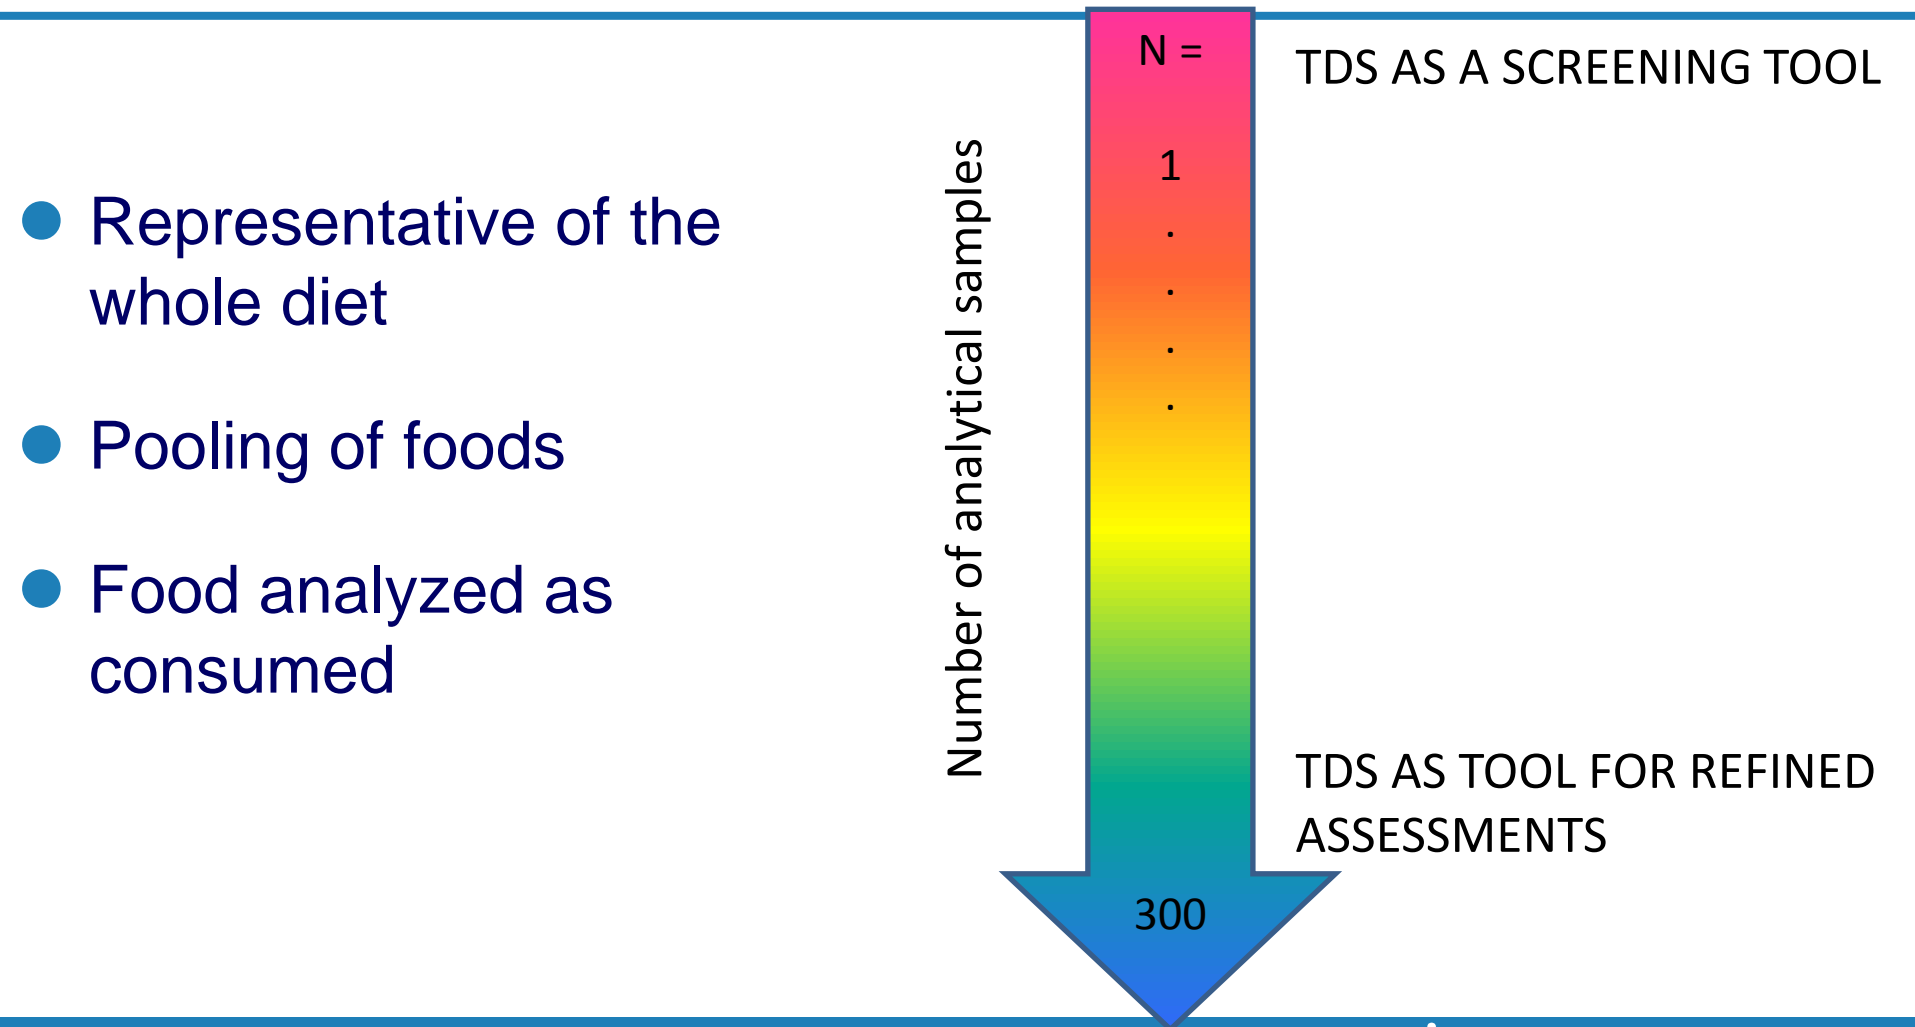 Representative of the
whole diet
Pooling of foods
Food analyzed as
consumed
Number of analytical samples
N =
1
.
.
.
.
300
TDS AS A SCREENING TOOL
TDS AS TOOL FOR REFINED
ASSESSMENTS